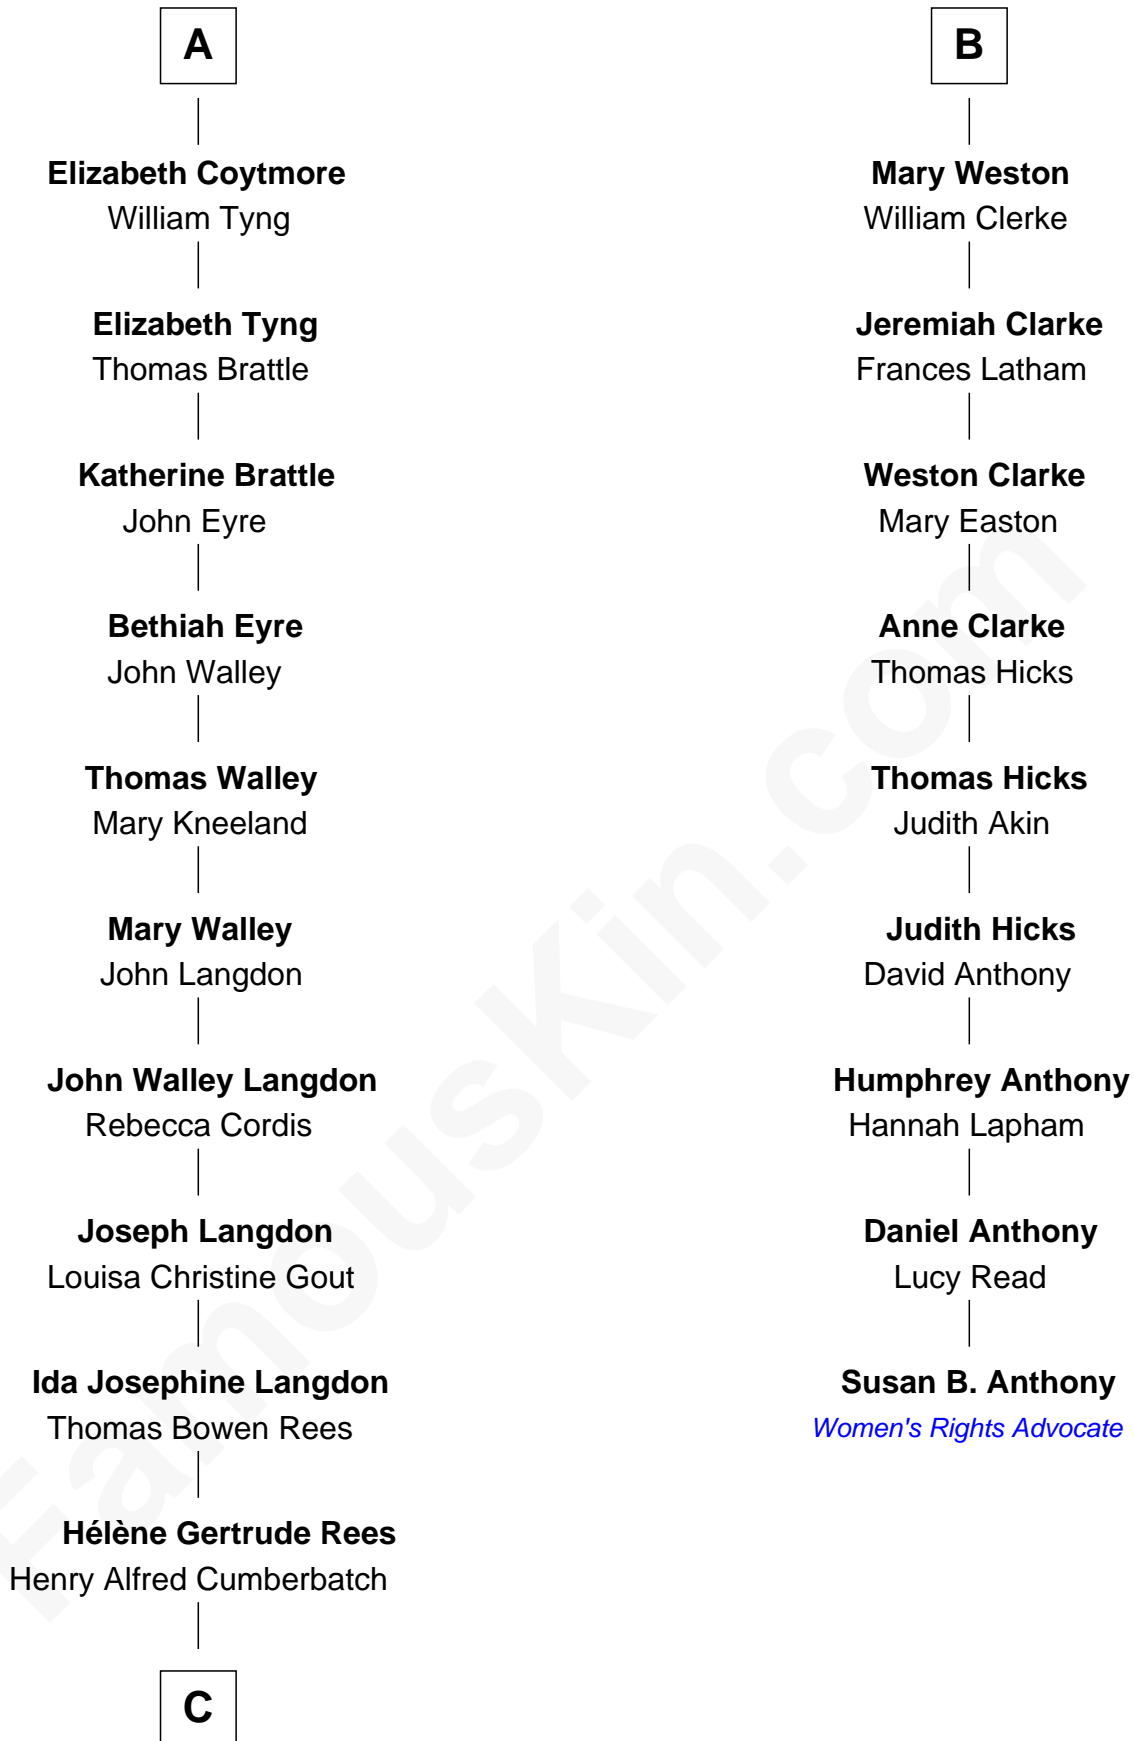 A
Elizabeth Coytmore
William Tyng
Elizabeth Tyng
Thomas Brattle
Katherine Brattle
John Eyre
Bethiah Eyre
John Walley
Thomas Walley
Mary Kneeland
Mary Walley
John Langdon
John Walley Langdon
Rebecca Cordis
Joseph Langdon
Louisa Christine Gout
Ida Josephine Langdon
Thomas Bowen Rees
Hélène Gertrude Rees
Henry Alfred Cumberbatch
C
B
Mary Weston
William Clerke
Jeremiah Clarke
Frances Latham
Weston Clarke
Mary Easton
Anne Clarke
Thomas Hicks
Thomas Hicks
Judith Akin
Judith Hicks
David Anthony
Humphrey Anthony
Hannah Lapham
Daniel Anthony
Lucy Read
Susan B. Anthony
Women's Rights Advocate
FamousKin.com